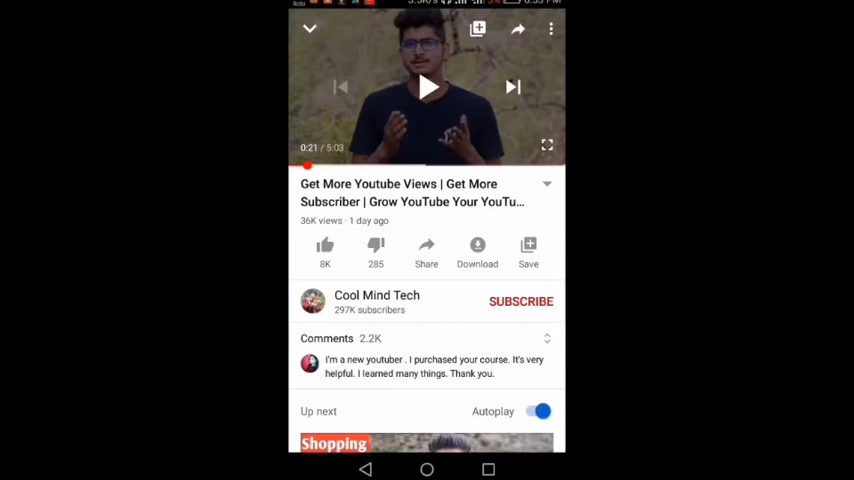 0:21 / 5:03
Get More Youtube Views | Get More
Subscriber | Grow YouTube Your YouTu...
36K views · 1 day ago
8K
285
Share
Download
Save
Cool Mind Tech
SUBSCRIBE
297K subscribers
Comments 2.2K
I'm a new youtuber . I purchased your course. It's very
helpful. I learned many things. Thank you.
Up next
Autoplay
Shopping